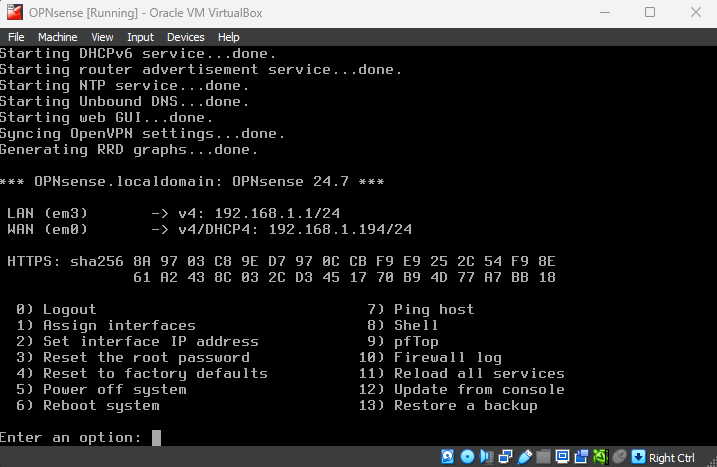 OPNsense [Running] - Oracle VM VirtualBox
File Machine View Input Devices Help
Starting DHCPv6 service...done.
Starting router advertisement service...done.
Starting NTP service...done.
Starting Unbound DNS...done.
Starting web GUI...done.
Syncing OpenVPN settings...done.
Generating RRD graphs...done.
*** OPNsense.localdomain: OPNsense 24.7 ***
LAN (em3) -> v4: 192.168.1.1/24
WAN (em0) -> v4/DHCP4: 192.168.1.194/24
HTTPS: sha256 8A 97 03 C8 9E D7 97 0C CB F9 E9 25 2C 54 F9 8E
61 A2 43 8C 03 2C D3 45 17 70 B9 4D 77 A7 BB 18
0) Logout 7) Ping host
1) Assign interfaces 8) Shell
2) Set interface IP address 9) pfTop
3) Reset the root password 10) Firewall log
4) Reset to factory defaults 11) Reload all services
5) Power off system 12) Update from console
6) Reboot system 13) Restore a backup
Enter an option:
Right Ctrl